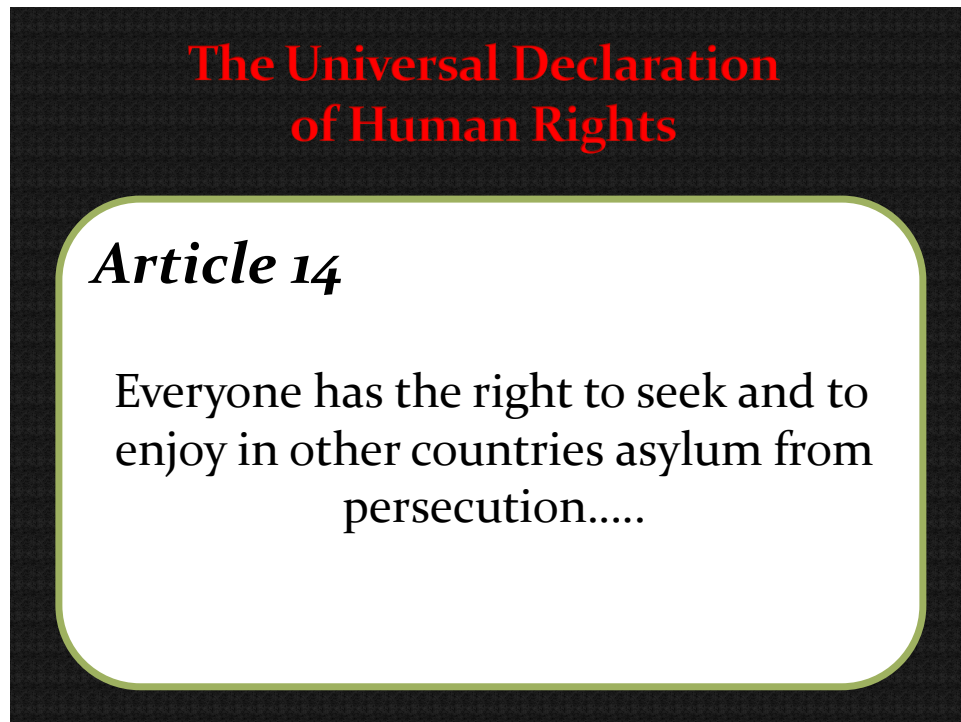 The Universal Declaration
of Human Rights
Article 14
Everyone has the right to seek and to
enjoy in other countries asylum from
persecution.....